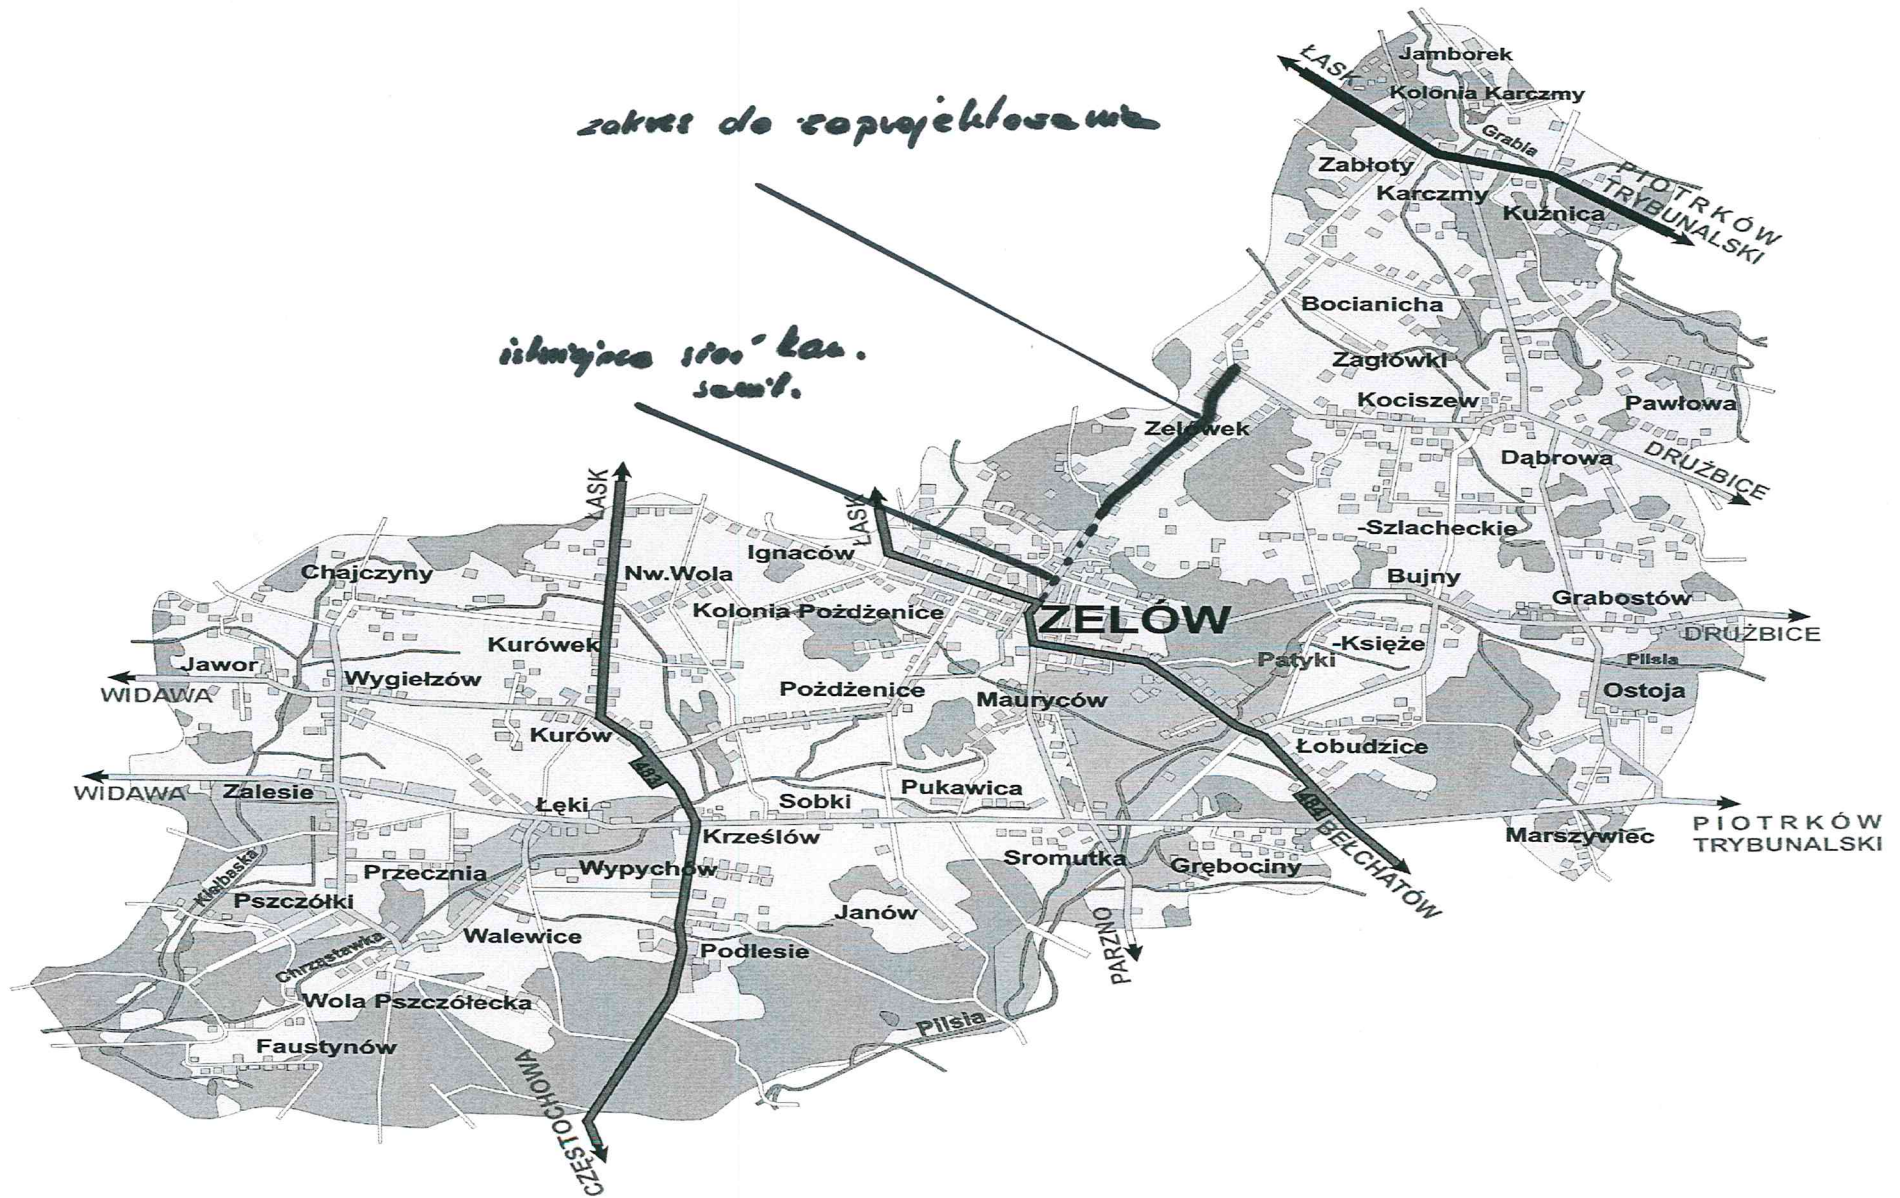 Jamborek
ŁASK
Kolonia Karczmy
zakres do zaprojektowania
Grabia
Zabłoty
PIOTRKÓW
TRYBUNALSKI
Karczmy
Kuźnica
Bocianicha
istniejąca sieć kan.
sanit.
Zagłówki
Kociszew
Pawłowa
Zelówek
Dąbrowa
DRUŻBICE
ŁASK
ŁASK
-Szlacheckie
Ignaców
Chajczyny
Nw.Wola
Bujny
Kolonia Pożdżenice
Grabostów
ZELÓW
DRUŻBICE
Kurówek
-Księże
Jawor
Patyki
Pilsia
Wygiełzów
WIDAWA
Pożdżenice
Mauryców
Ostoja
Kurów
Łobudzice
483
Zalesie
WIDAWA
Łęki
Sobki
Pukawica
484
BEŁCHATÓW
Krześlów
PIOTRKÓW
TRYBUNALSKI
Marszywiec
Sromutka
Grębociny
Kiełbaska
Przecznia
Wypychów
Pszczółki
Janów
Walewice
Podlesie
PARZNO
Chrząstawka
Wola Pszczółecka
Pilsia
Faustynów
CZĘSTOCHOWA